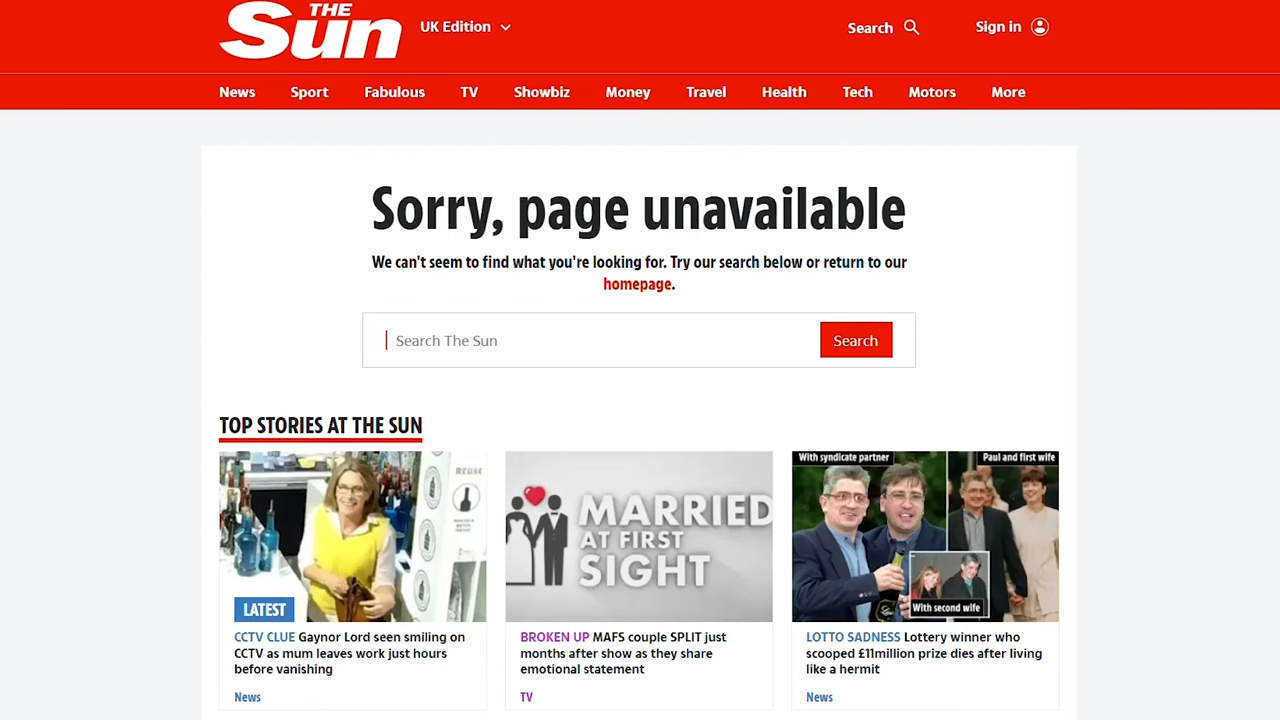 THE
Sun
UK Edition
Search
Sign in
News Sport Fabulous TV Showbiz Money Travel Health Tech Motors More
Sorry, page unavailable
We can't seem to find what you're looking for. Try our search below or return to our
homepage.
Search The Sun
Search
TOP STORIES AT THE SUN
REUSE
LATEST
CCTV CLUE Gaynor Lord seen smiling on
CCTV as mum leaves work just hours
before vanishing
News
MARRIED
AT FIRST
SIGHT
BROKEN UP MAFS couple SPLIT just
months after show as they share
emotional statement
TV
With syndicate partner
Paul and first wife
With second wife
LOTTO SADNESS Lottery winner who
scooped £11million prize dies after living
like a hermit
News